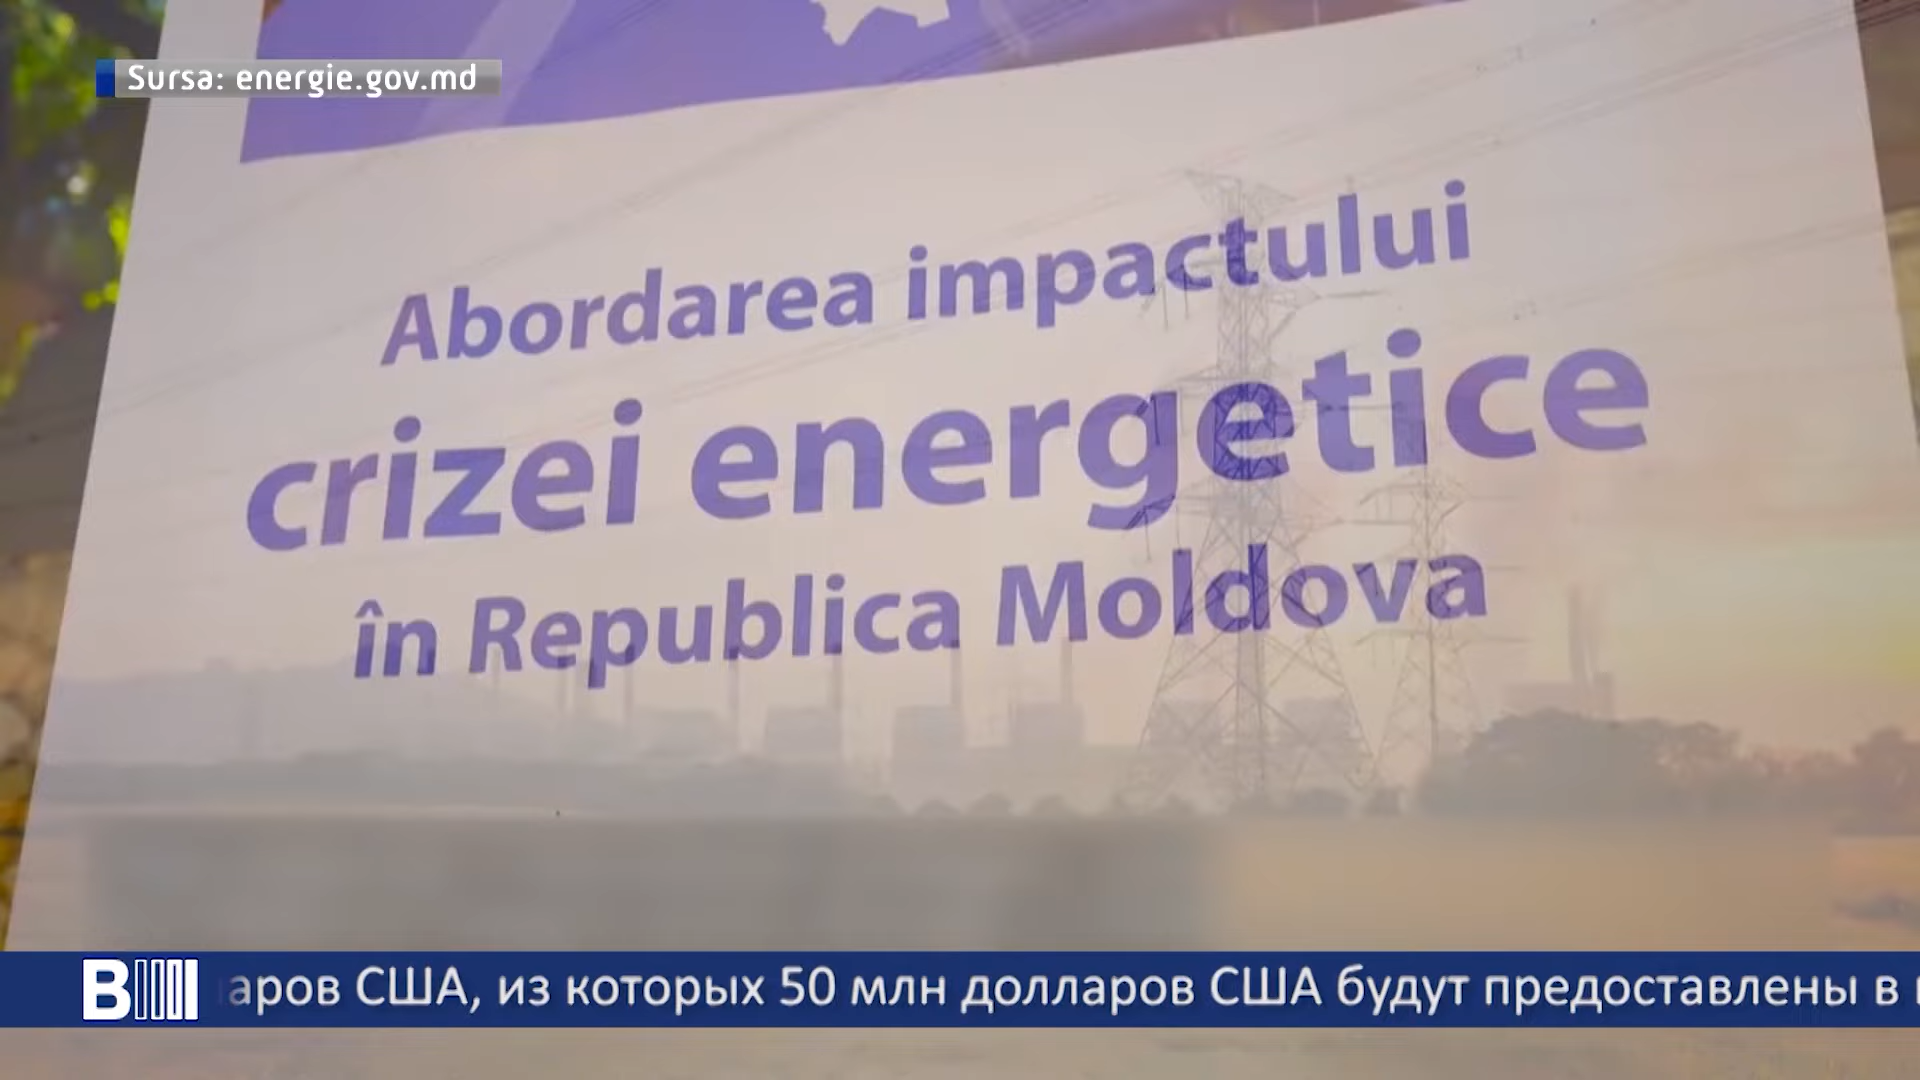 Sursa: energie.gov.md
Abordarea impactului
crizei energetice
în Republica Moldova
США, из которых 50 млн долларов США будут предоставлены в